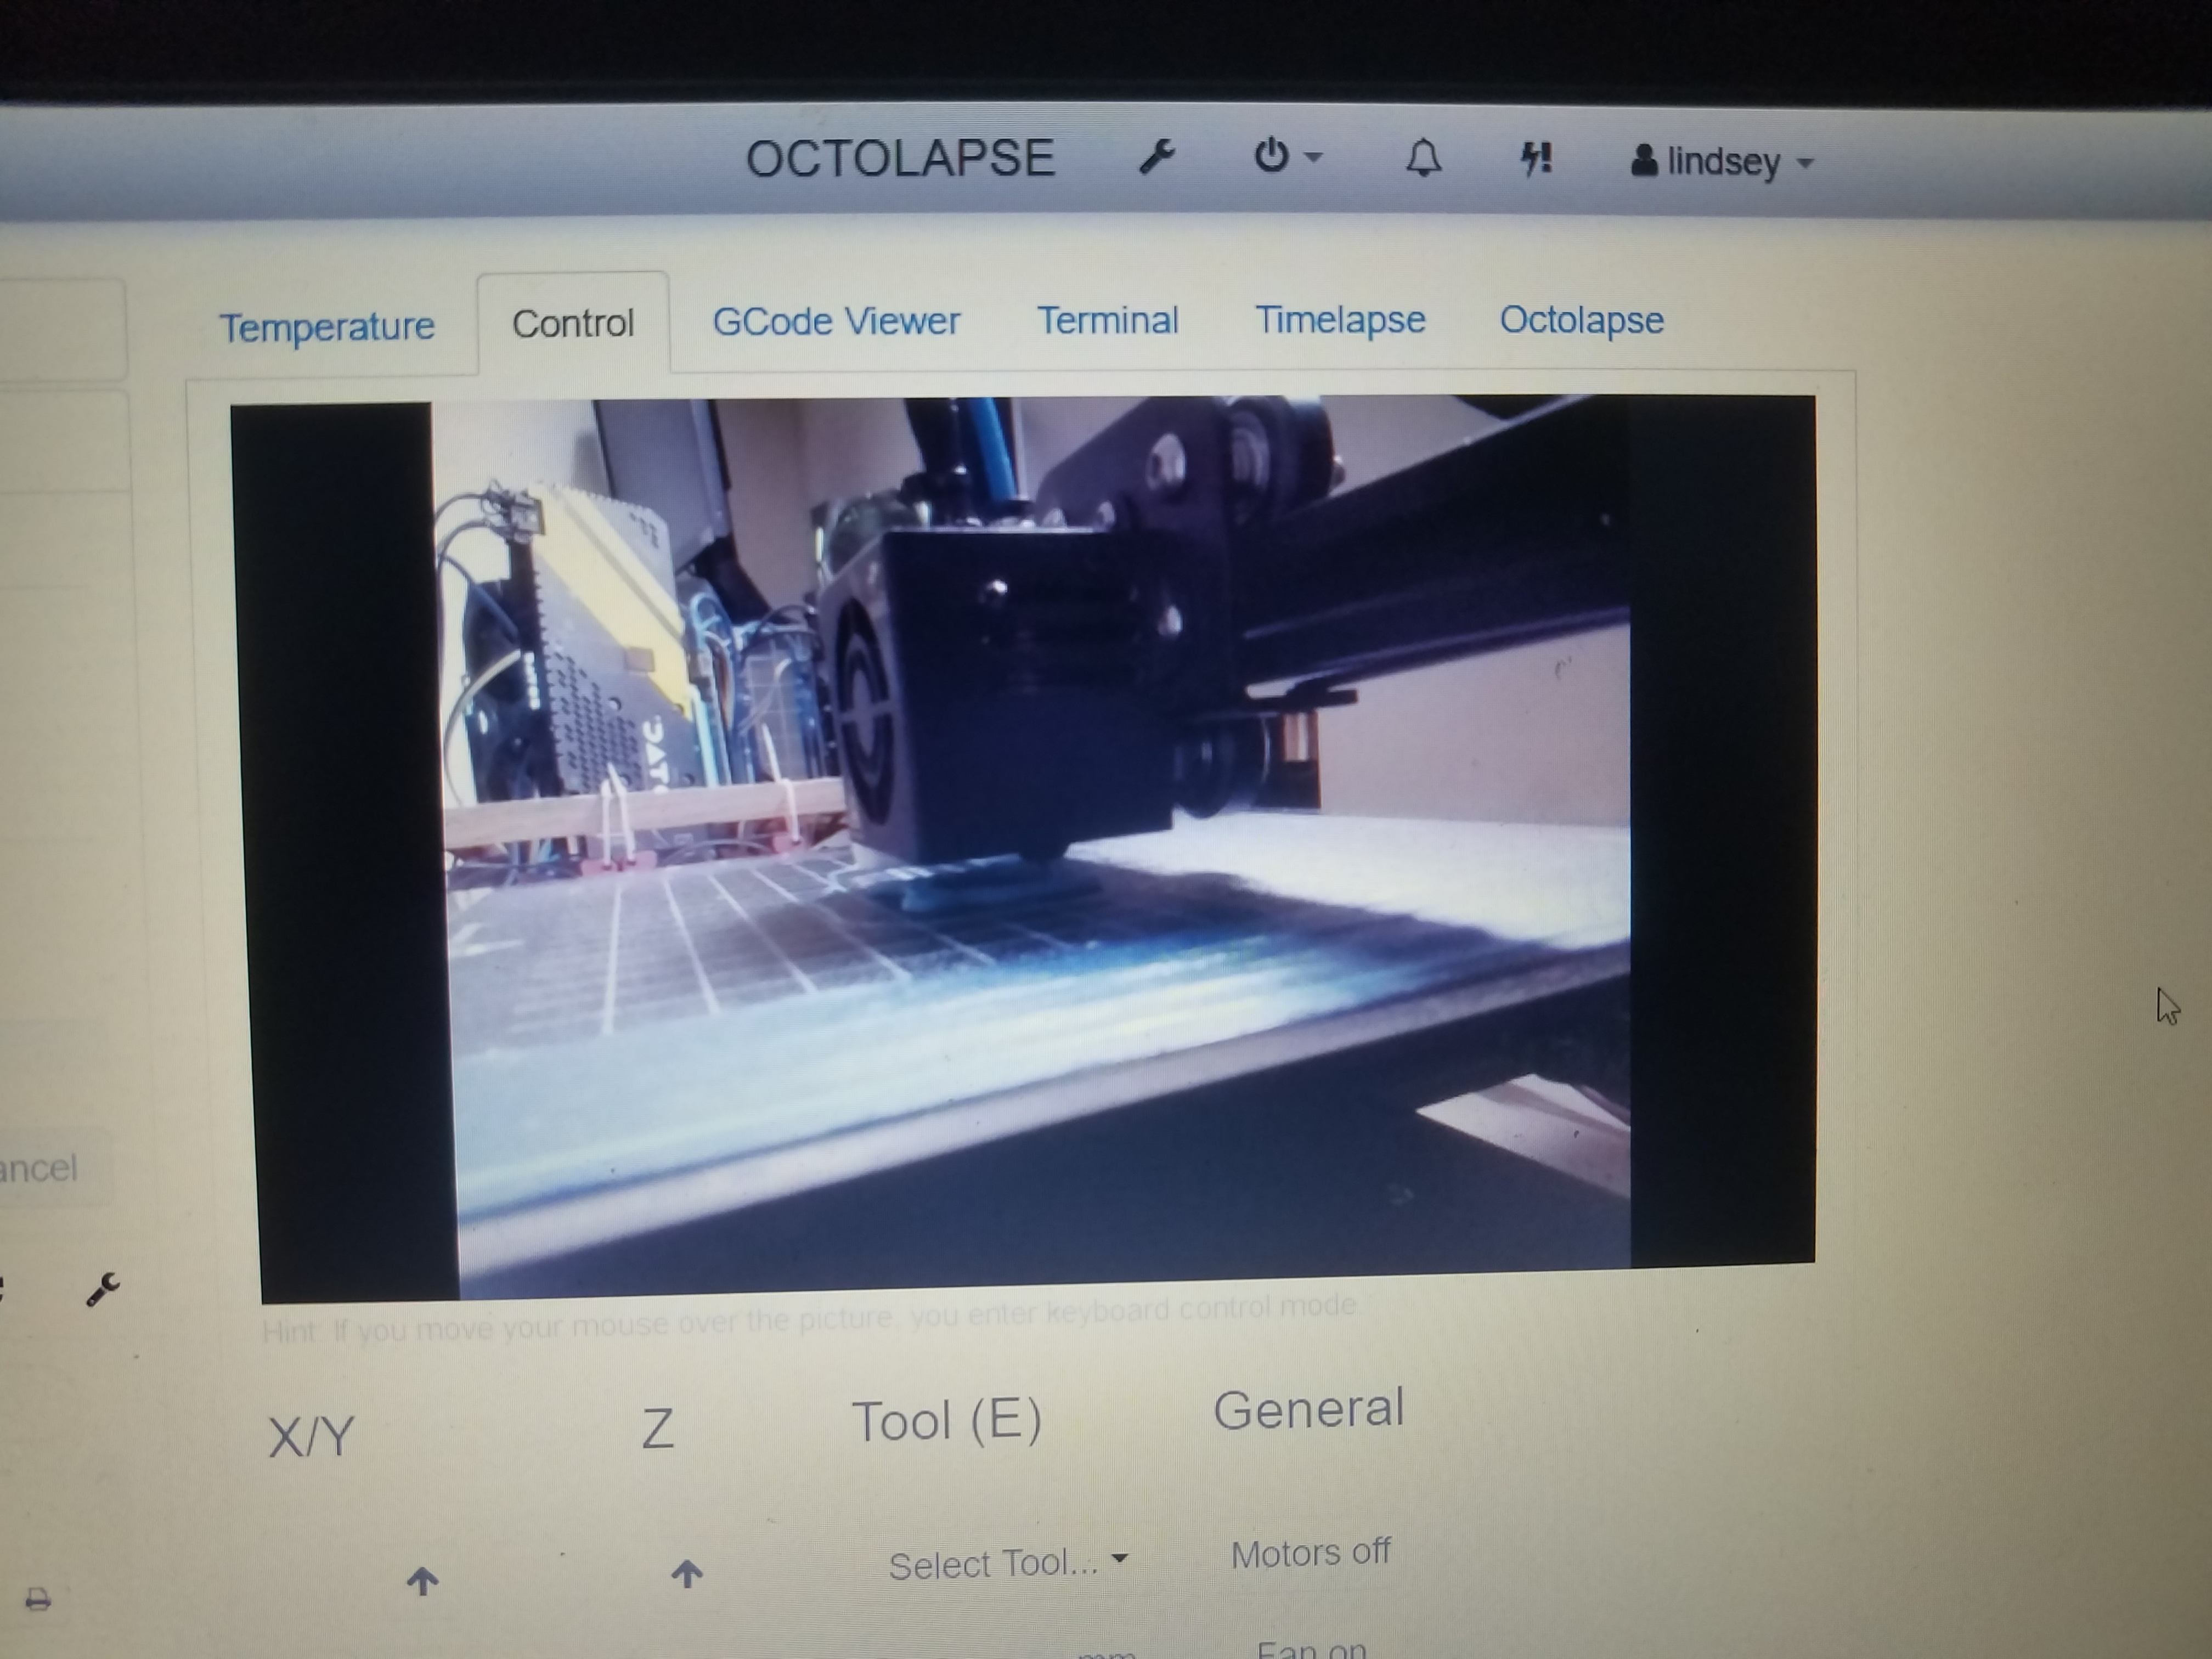 OCTOLAPSE lindsey
Temperature Control GCode Viewer Terminal Timelapse Octolapse
ancel
Hint: If you move your mouse over the picture, you enter keyboard control mode.
X/Y Z Tool (E) General
Select Tool... Motors off
mm Fan on